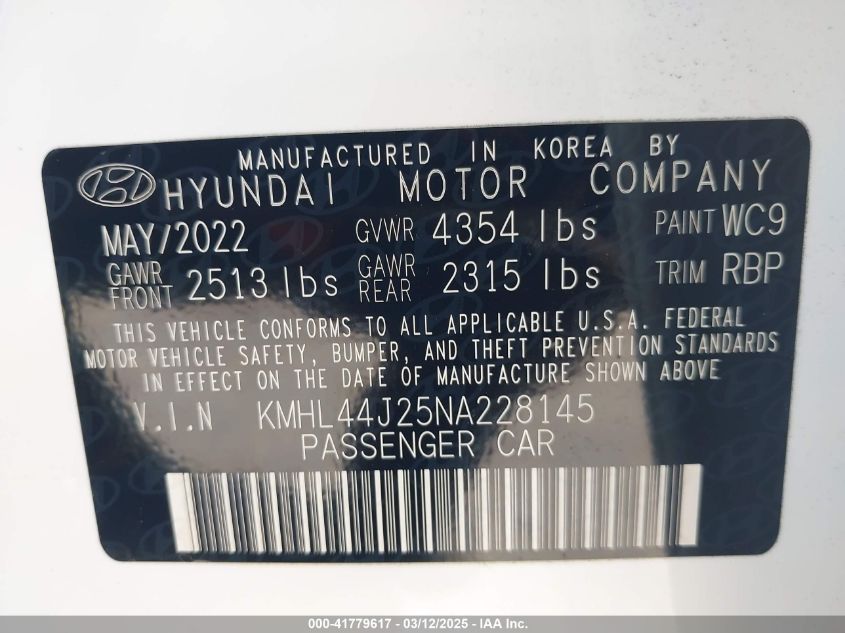 MANUFACTURED IN KOREA BY
HYUNDAI MOTOR COMPANY
MAY/2022 GVWR 4354 lbs PAINT WC9
GAWR FRONT 2513 lbs GAWR REAR 2315 lbs TRIM RBP
THIS VEHICLE CONFORMS TO ALL APPLICABLE U.S.A. FEDERAL
MOTOR VEHICLE SAFETY, BUMPER, AND THEFT PREVENTION STANDARDS
IN EFFECT ON THE DATE OF MANUFACTURE SHOWN ABOVE
V.I.N KMHL44J25NA228145
PASSENGER CAR
000-41779617 - 03/12/2025 - IAA Inc.